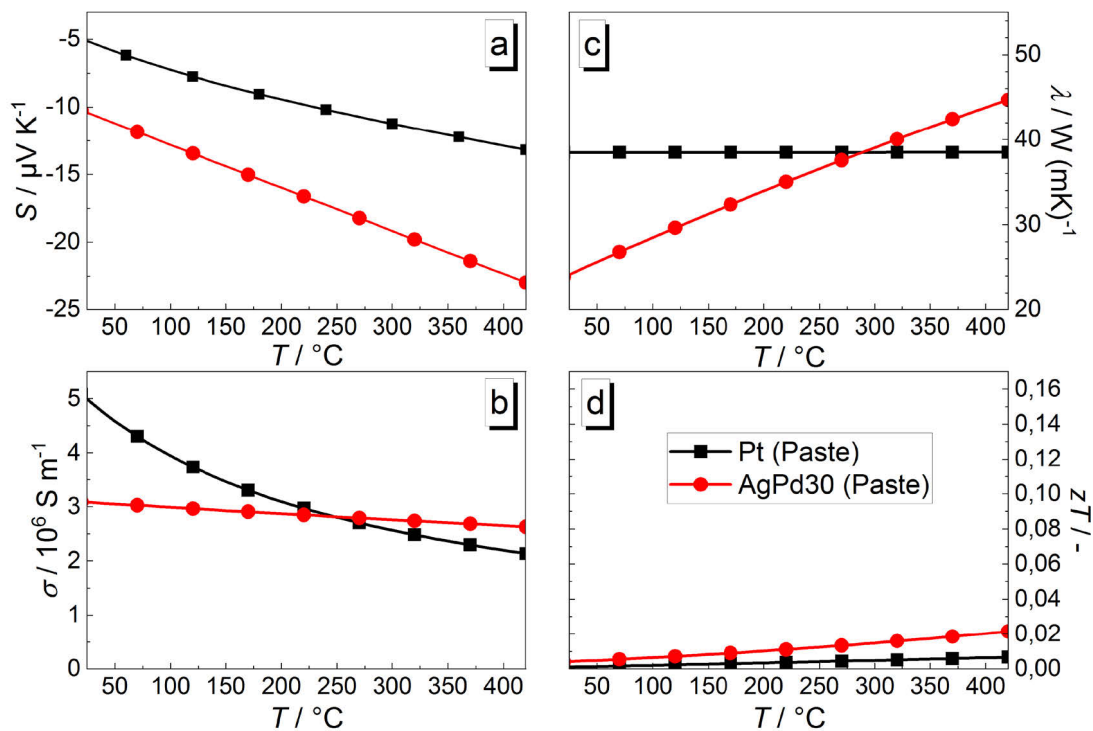 a
-5
-10
-15
-20
-25
S / µV K⁻¹
50 100 150 200 250 300 350 400
T / °C
c
50
40
30
20
λ / W (mK)⁻¹
50 100 150 200 250 300 350 400
T / °C
b
5
4
3
2
1
0
σ / 10⁶ S m⁻¹
50 100 150 200 250 300 350 400
T / °C
d
Pt (Paste)
AgPd30 (Paste)
0,16
0,14
0,12
0,10
0,08
0,06
0,04
0,02
0,00
zT / -
50 100 150 200 250 300 350 400
T / °C